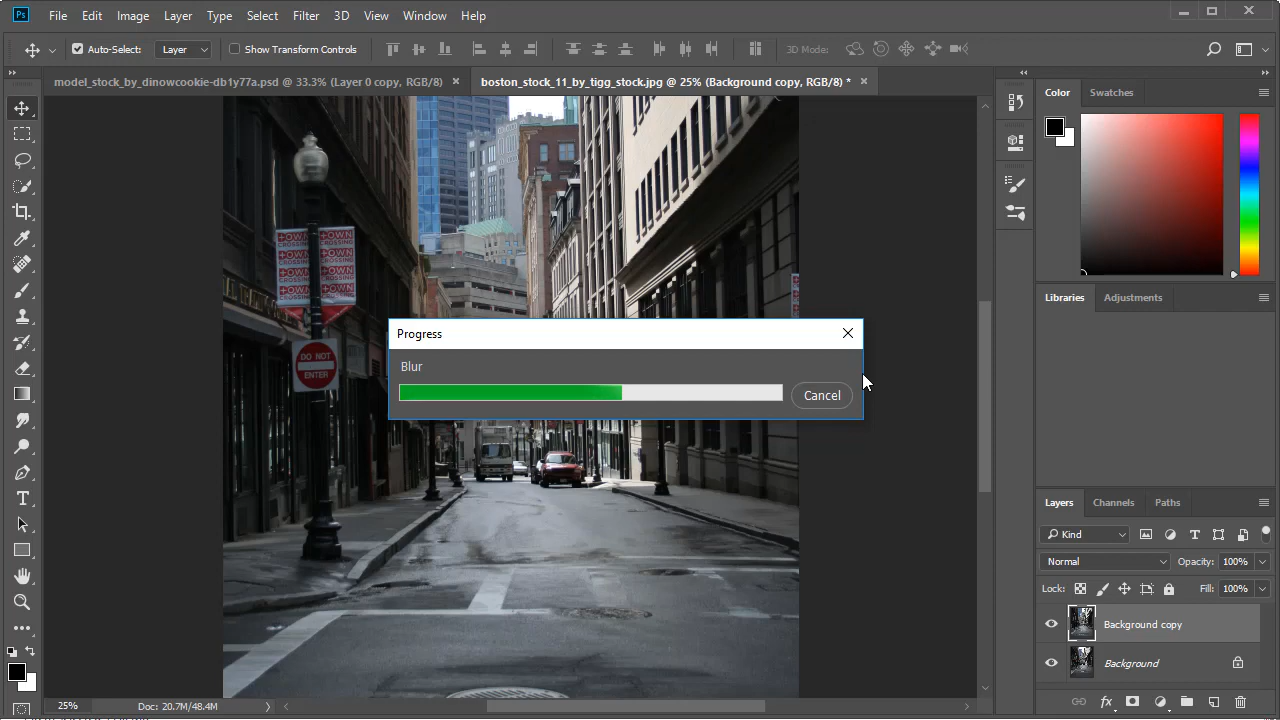 Ps File Edit Image Layer Type Select Filter 3D View Window Help
Auto-Select: Layer Show Transform Controls 3D Mode:
model_stock_by_dinowcookie-db1y77a.psd @ 33.3% (Layer 0 copy, RGB/8) boston_stock_11_by_tigg_stock.jpg @ 25% (Background copy, RGB/8) *
Color Swatches
TOWN CROSSING
DO NOT
ENTER
Progress
Blur
Cancel
Libraries Adjustments
Layers Channels Paths
Kind
Normal Opacity: 100%
Lock: Fill: 100%
Background copy
Background
25% Doc: 20.7M/48.4M